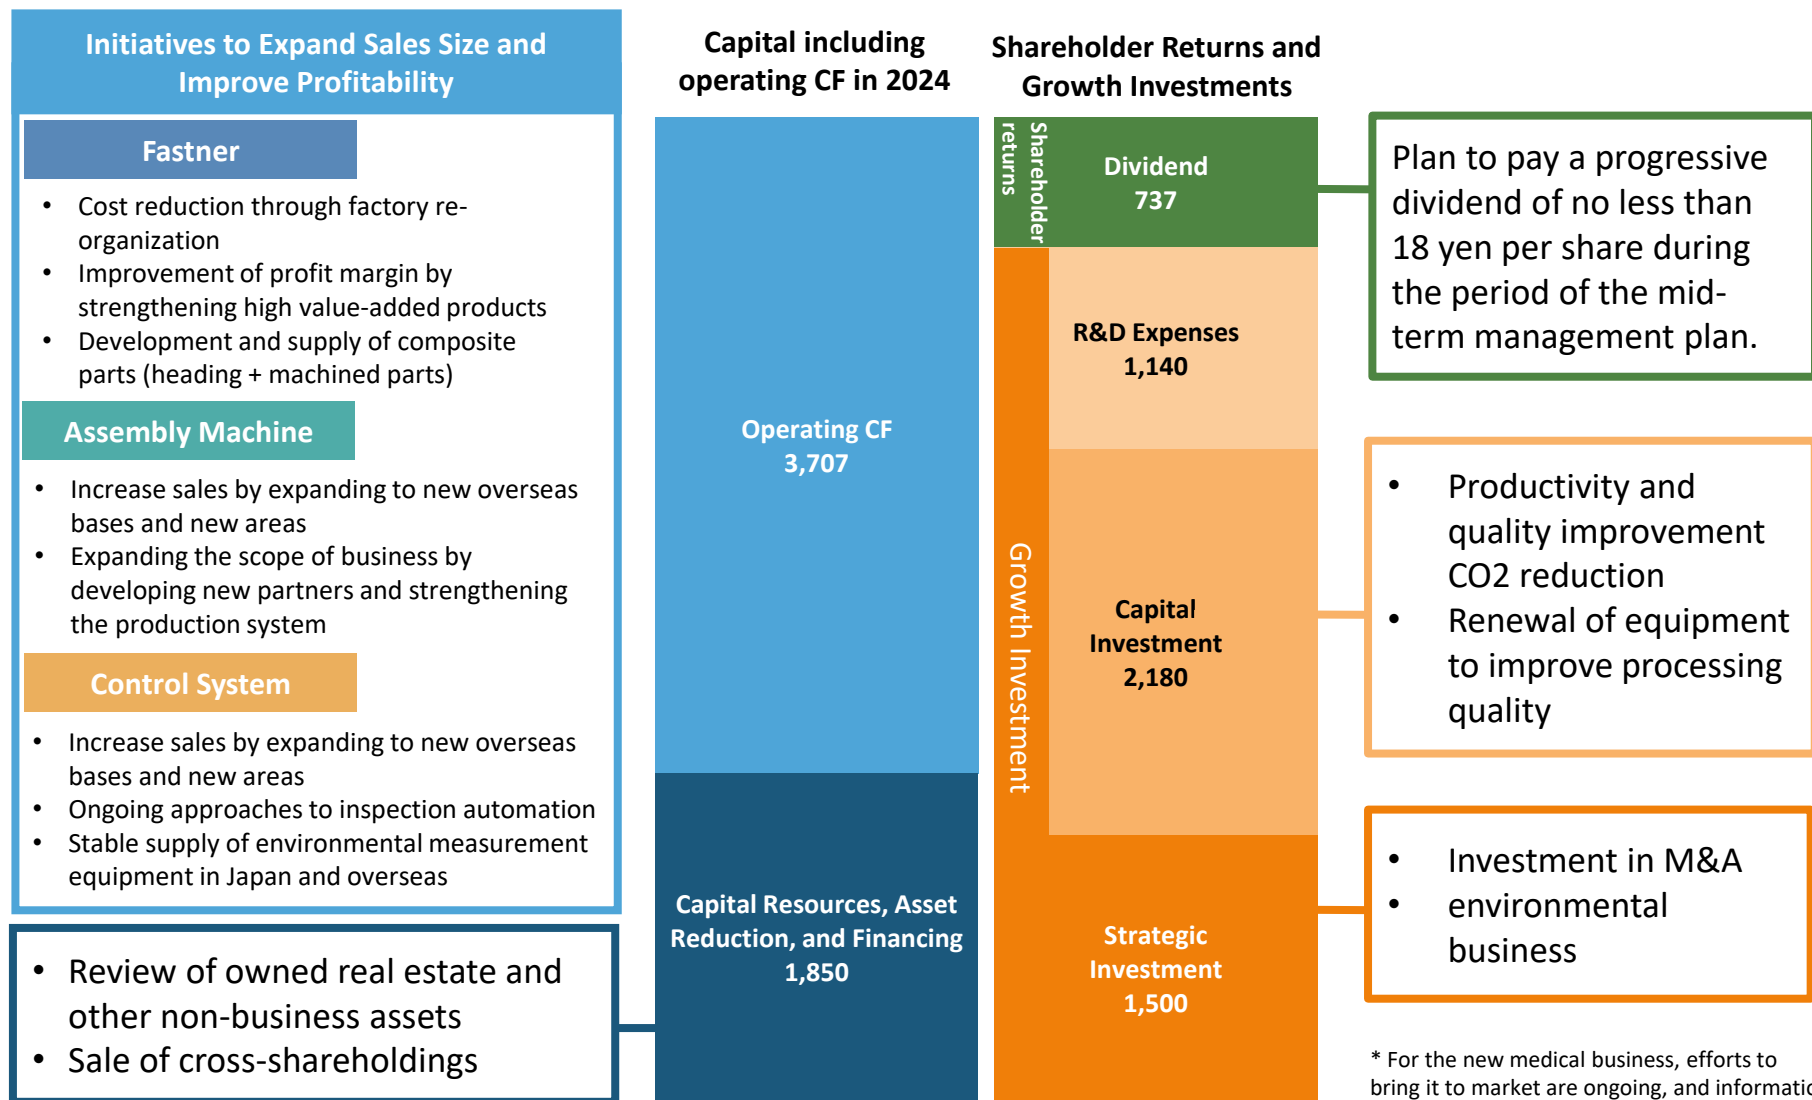 Initiatives to Expand Sales Size and
Improve Profitability
Fastner
• Cost reduction through factory re-
organization
• Improvement of profit margin by
strengthening high value-added products
• Development and supply of composite
parts (heading + machined parts)
Assembly Machine
• Increase sales by expanding to new overseas
bases and new areas
• Expanding the scope of business by
developing new partners and strengthening
the production system
Control System
• Increase sales by expanding to new overseas
bases and new areas
• Ongoing approaches to inspection automation
• Stable supply of environmental measurement
equipment in Japan and overseas
• Review of owned real estate and
other non-business assets
• Sale of cross-shareholdings
Capital including
operating CF in 2024
Operating CF
3,707
Capital Resources, Asset
Reduction, and Financing
1,850
Shareholder Returns and
Growth Investments
Shareholder
returns
Dividend
737
Growth Investment
R&D Expenses
1,140
Capital
Investment
2,180
Strategic
Investment
1,500
Plan to pay a progressive
dividend of no less than
18 yen per share during
the period of the mid-
term management plan.
• Productivity and
quality improvement
CO2 reduction
• Renewal of equipment
to improve processing
quality
• Investment in M&A
• environmental
business
* For the new medical business, efforts to
bring it to market are ongoing, and